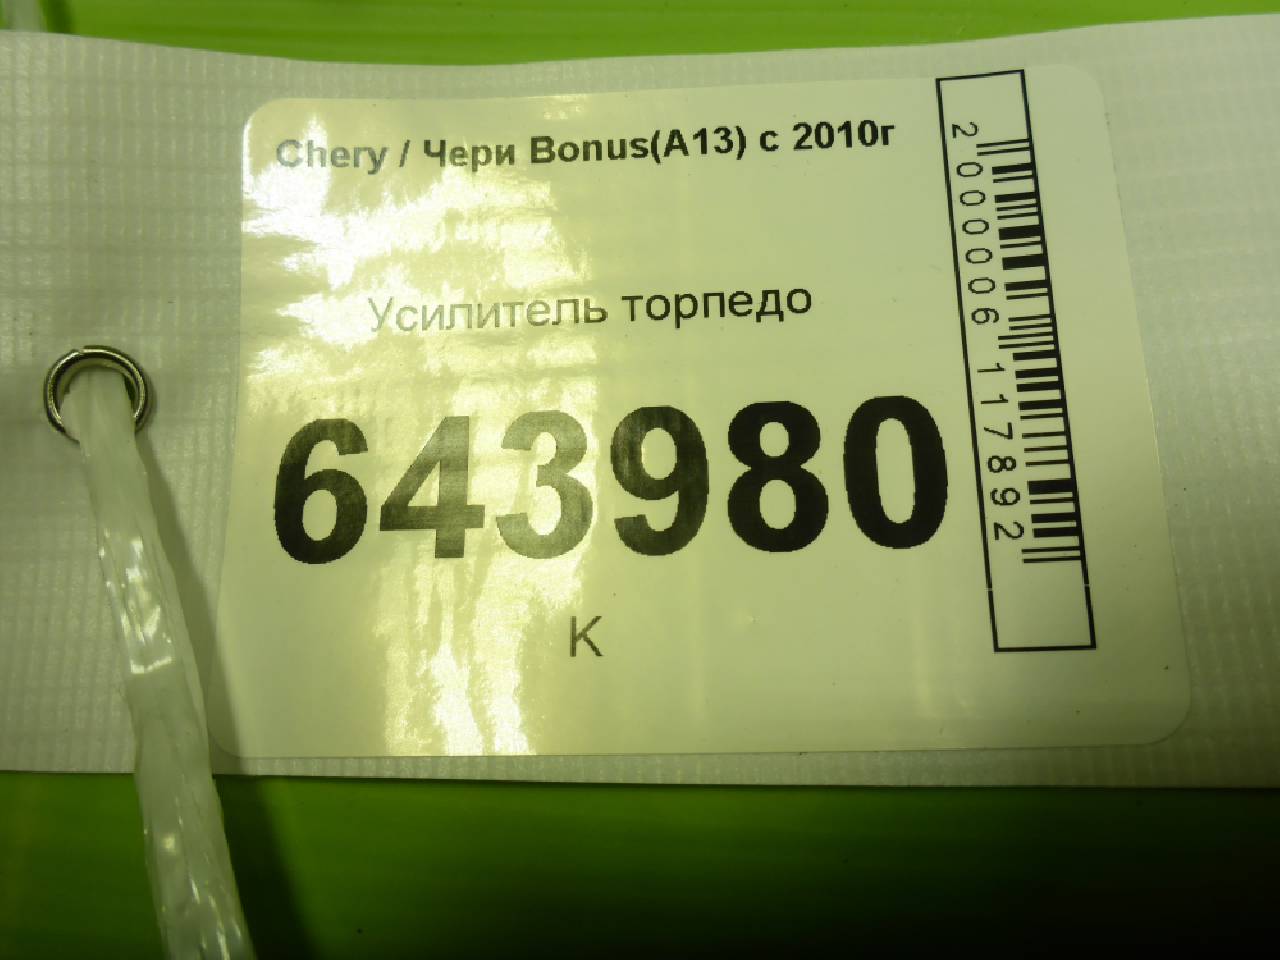 Chery / Чери Bonus(A13) с 2010г
Усилитель торпедо
643980
К
2000006117892